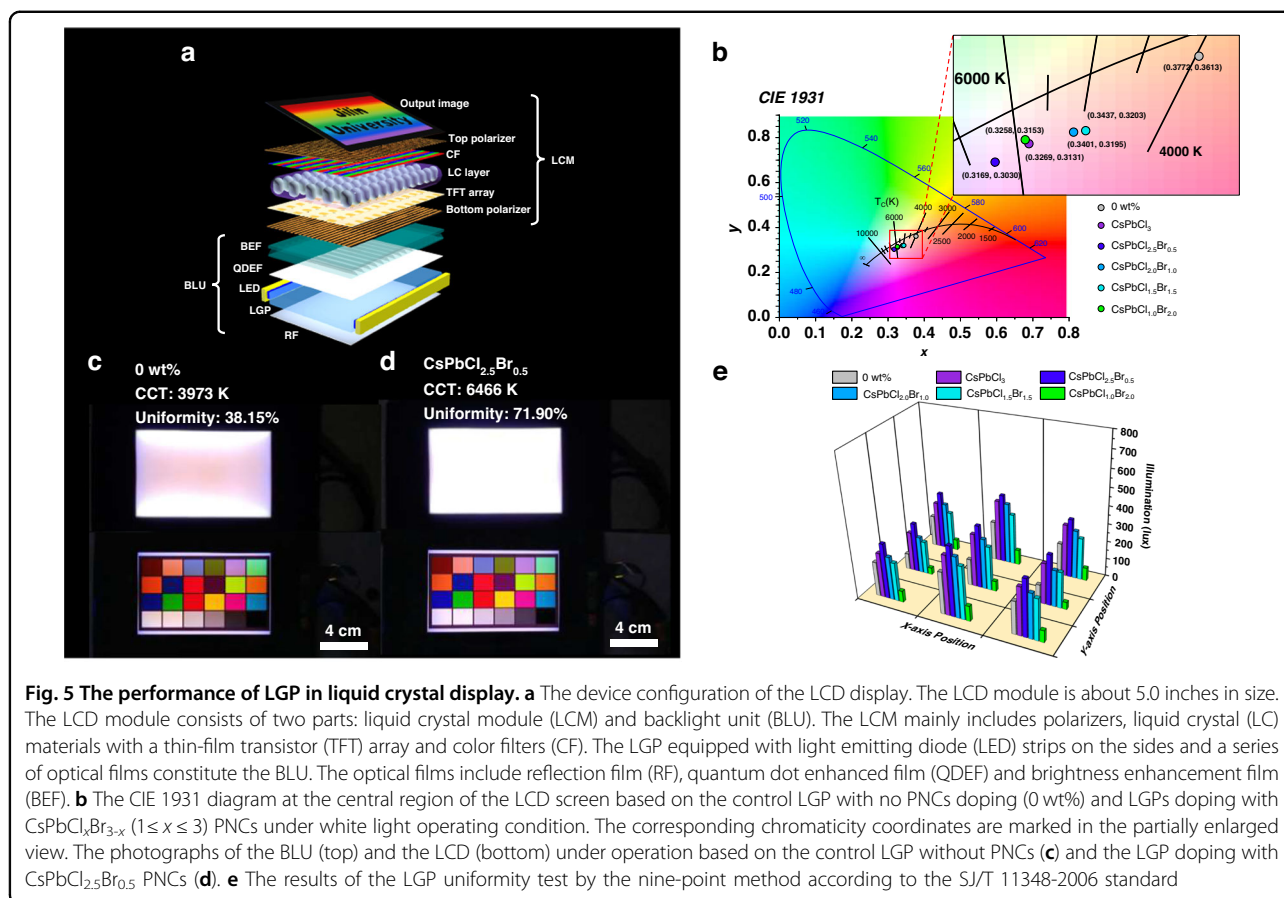 a
Output image
Jilin
University
Top polarizer
CF
LC layer
TFT array
Bottom polarizer
LCM
BEF
QDEF
LED
LGP
RF
BLU
b
CIE 1931
0.8
0.6
0.4
0.2
0.0
y
0.0 0.1 0.2 0.3 0.4 0.5 0.6 0.7 0.8
x
520
540
560
580
600
620
500
480
T_C(K)
10000
6000
4000
3000
2500
2000
1500
∞
6000 K
4000 K
(0.3772, 0.3613)
(0.3437, 0.3203)
(0.3258, 0.3153)
(0.3401, 0.3195)
(0.3269, 0.3131)
(0.3169, 0.3030)
0 wt%
CsPbCl₃
CsPbCl₂.₅Br₀.₅
CsPbCl₂.₀Br₁.₀
CsPbCl₁.₅Br₁.₅
CsPbCl₁.₀Br₂.₀
c
0 wt%
CCT: 3973 K
Uniformity: 38.15%
4 cm
d
CsPbCl₂.₅Br₀.₅
CCT: 6466 K
Uniformity: 71.90%
4 cm
e
0 wt% CsPbCl₃ CsPbCl₂.₅Br₀.₅
CsPbCl₂.₀Br₁.₀ CsPbCl₁.₅Br₁.₅ CsPbCl₁.₀Br₂.₀
800
700
600
500
400
300
200
100
0
Illumination (lux)
X-axis Position
Y-axis Position
Fig. 5 The performance of LGP in liquid crystal display. a The device configuration of the LCD display. The LCD module is about 5.0 inches in size.
The LCD module consists of two parts: liquid crystal module (LCM) and backlight unit (BLU). The LCM mainly includes polarizers, liquid crystal (LC)
materials with a thin-film transistor (TFT) array and color filters (CF). The LGP equipped with light emitting diode (LED) strips on the sides and a series
of optical films constitute the BLU. The optical films include reflection film (RF), quantum dot enhanced film (QDEF) and brightness enhancement film
(BEF). b The CIE 1931 diagram at the central region of the LCD screen based on the control LGP with no PNCs doping (0 wt%) and LGPs doping with
CsPbClₓBr₃₋ₓ (1≤ x ≤ 3) PNCs under white light operating condition. The corresponding chromaticity coordinates are marked in the partially enlarged
view. The photographs of the BLU (top) and the LCD (bottom) under operation based on the control LGP without PNCs (c) and the LGP doping with
CsPbCl₂.₅Br₀.₅ PNCs (d). e The results of the LGP uniformity test by the nine-point method according to the SJ/T 11348-2006 standard